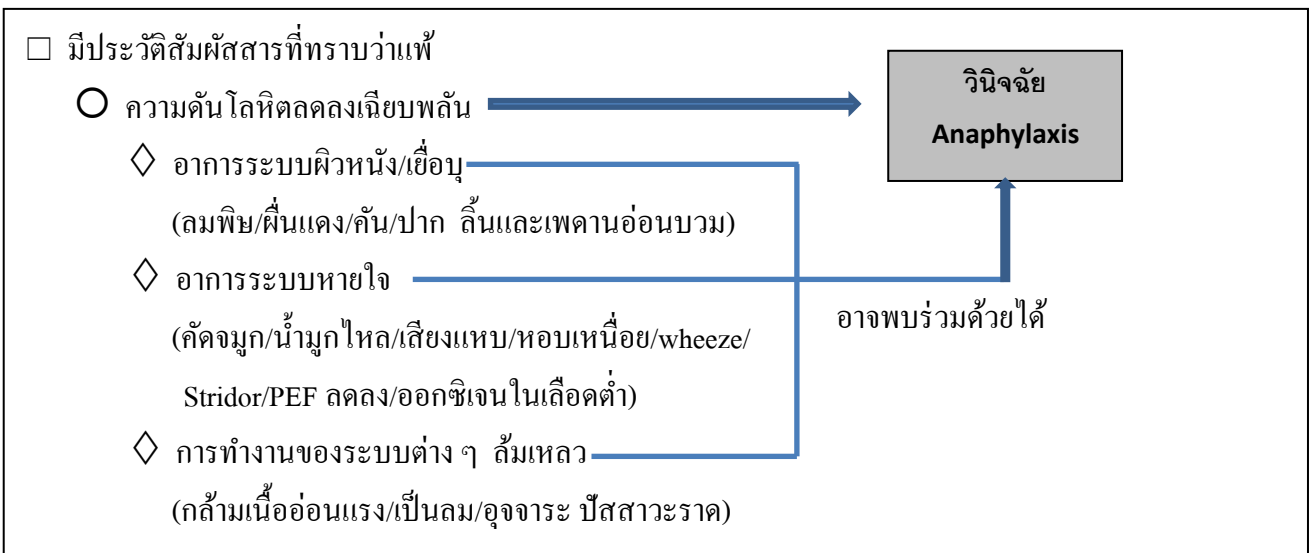 □ มีประวัติสัมผัสสารที่ทราบว่าแพ้
วินิจฉัย
Anaphylaxis
○ ความดันโลหิตลดลงเฉียบพลัน
◇ อาการระบบผิวหนัง/เยื่อบุ
(ลมพิษ/ผื่นแดง/คัน/ปาก ลิ้นและเพดานอ่อนบวม)
◇ อาการระบบหายใจ
อาจพบร่วมด้วยได้
(คัดจมูก/น้ำมูกไหล/เสียงแหบ/หอบเหนื่อย/wheeze/
Stridor/PEF ลดลง/ออกซิเจนในเลือดต่ำ)
◇ การทำงานของระบบต่าง ๆ ล้มเหลว
(กล้ามเนื้ออ่อนแรง/เป็นลม/อุจจาระ ปัสสาวะราด)